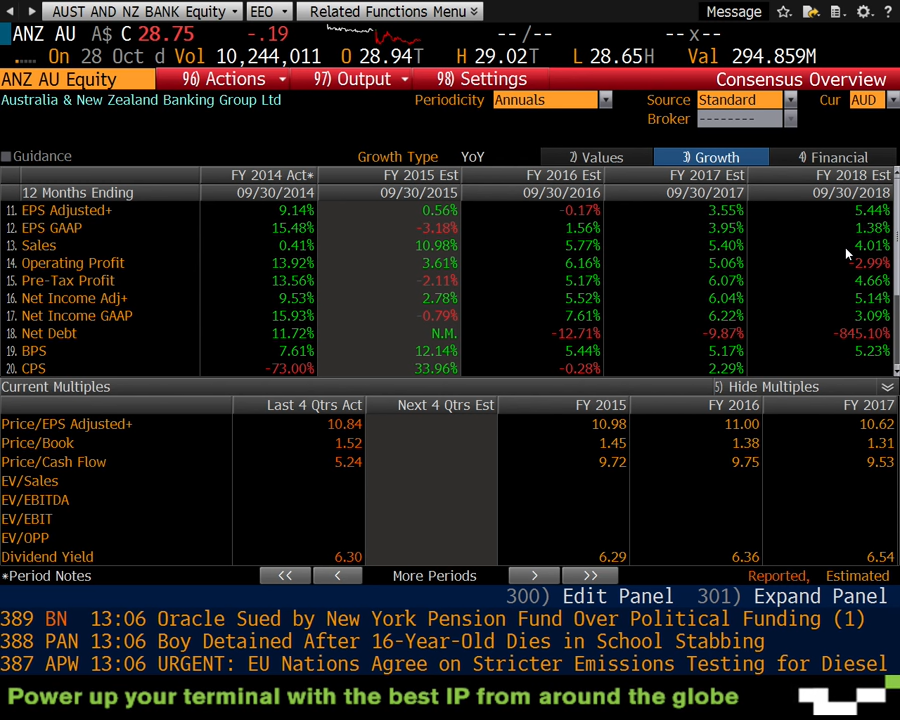 AUST AND NZ BANK Equity EEO Related Functions Menu Message ?
ANZ AU A$ C 28.75 -.19 --/-- --x--
On 28 Oct d Vol 10,244,011 O 28.94T H 29.02T L 28.65H Val 294.859M
ANZ AU Equity 96) Actions 97) Output 98) Settings Consensus Overview
Australia & New Zealand Banking Group Ltd Periodicity Annuals Source Standard Cur AUD
Broker --------
Guidance Growth Type YoY 2) Values 3) Growth 4) Financial
FY 2014 Act* FY 2015 Est FY 2016 Est FY 2017 Est FY 2018 Est
12 Months Ending 09/30/2014 09/30/2015 09/30/2016 09/30/2017 09/30/2018
11. EPS Adjusted+ 9.14% 0.56% -0.17% 3.55% 5.44%
12. EPS GAAP 15.48% -3.18% 1.56% 3.95% 1.38%
13. Sales 0.41% 10.98% 5.77% 5.40% 4.01%
14. Operating Profit 13.92% 3.61% 6.16% 5.06% -2.99%
15. Pre-Tax Profit 13.56% -2.11% 5.17% 6.07% 4.66%
16. Net Income Adj+ 9.53% 2.78% 5.52% 6.04% 5.14%
17. Net Income GAAP 15.93% -0.79% 7.61% 6.22% 3.09%
18. Net Debt 11.72% N.M. -12.71% -9.87% -845.10%
19. BPS 7.61% 12.14% 5.44% 5.17% 5.23%
20. CPS -73.00% 33.96% -0.28% 2.29%
Current Multiples 5) Hide Multiples
Last 4 Qtrs Act Next 4 Qtrs Est FY 2015 FY 2016 FY 2017
Price/EPS Adjusted+ 10.84 10.98 11.00 10.62
Price/Book 1.52 1.45 1.38 1.31
Price/Cash Flow 5.24 9.72 9.75 9.53
EV/Sales
EV/EBITDA
EV/EBIT
EV/OPP
Dividend Yield 6.30 6.29 6.36 6.54
*Period Notes << < More Periods > >> Reported, Estimated
300) Edit Panel 301) Expand Panel
389 BN 13:06 Oracle Sued by New York Pension Fund Over Political Funding (1)
388 PAN 13:06 Boy Detained After 16-Year-Old Dies in School Stabbing
387 APW 13:06 URGENT: EU Nations Agree on Stricter Emissions Testing for Diesel
Power up your terminal with the best IP from around the globe